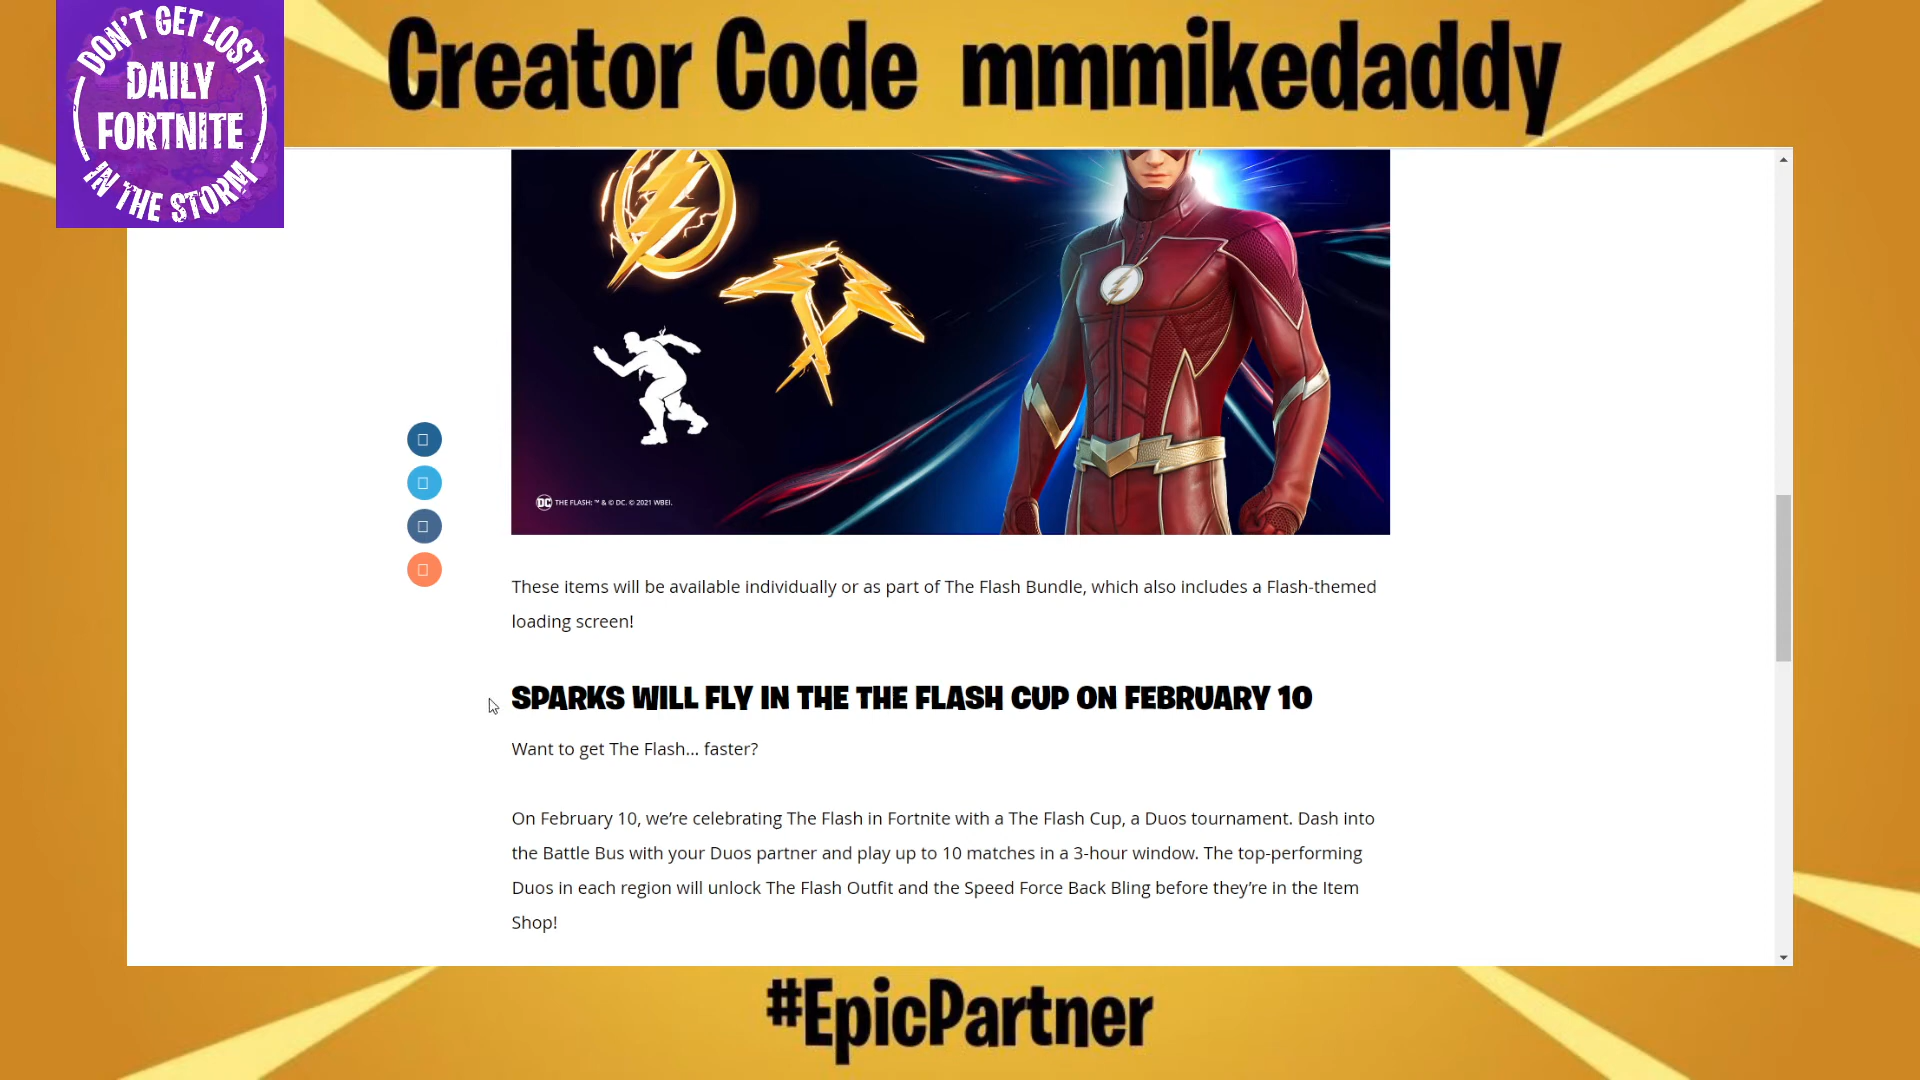 DON'T GET LOST
DAILY
FORTNITE
IN THE STORM
Creator Code mmmikedaddy
DC THE FLASH: ™ & © DC. © 2021 WBEI.
These items will be available individually or as part of The Flash Bundle, which also includes a Flash-themed
loading screen!
SPARKS WILL FLY IN THE THE FLASH CUP ON FEBRUARY 10
Want to get The Flash... faster?
On February 10, we’re celebrating The Flash in Fortnite with a The Flash Cup, a Duos tournament. Dash into
the Battle Bus with your Duos partner and play up to 10 matches in a 3-hour window. The top-performing
Duos in each region will unlock The Flash Outfit and the Speed Force Back Bling before they’re in the Item
Shop!
#EpicPartner